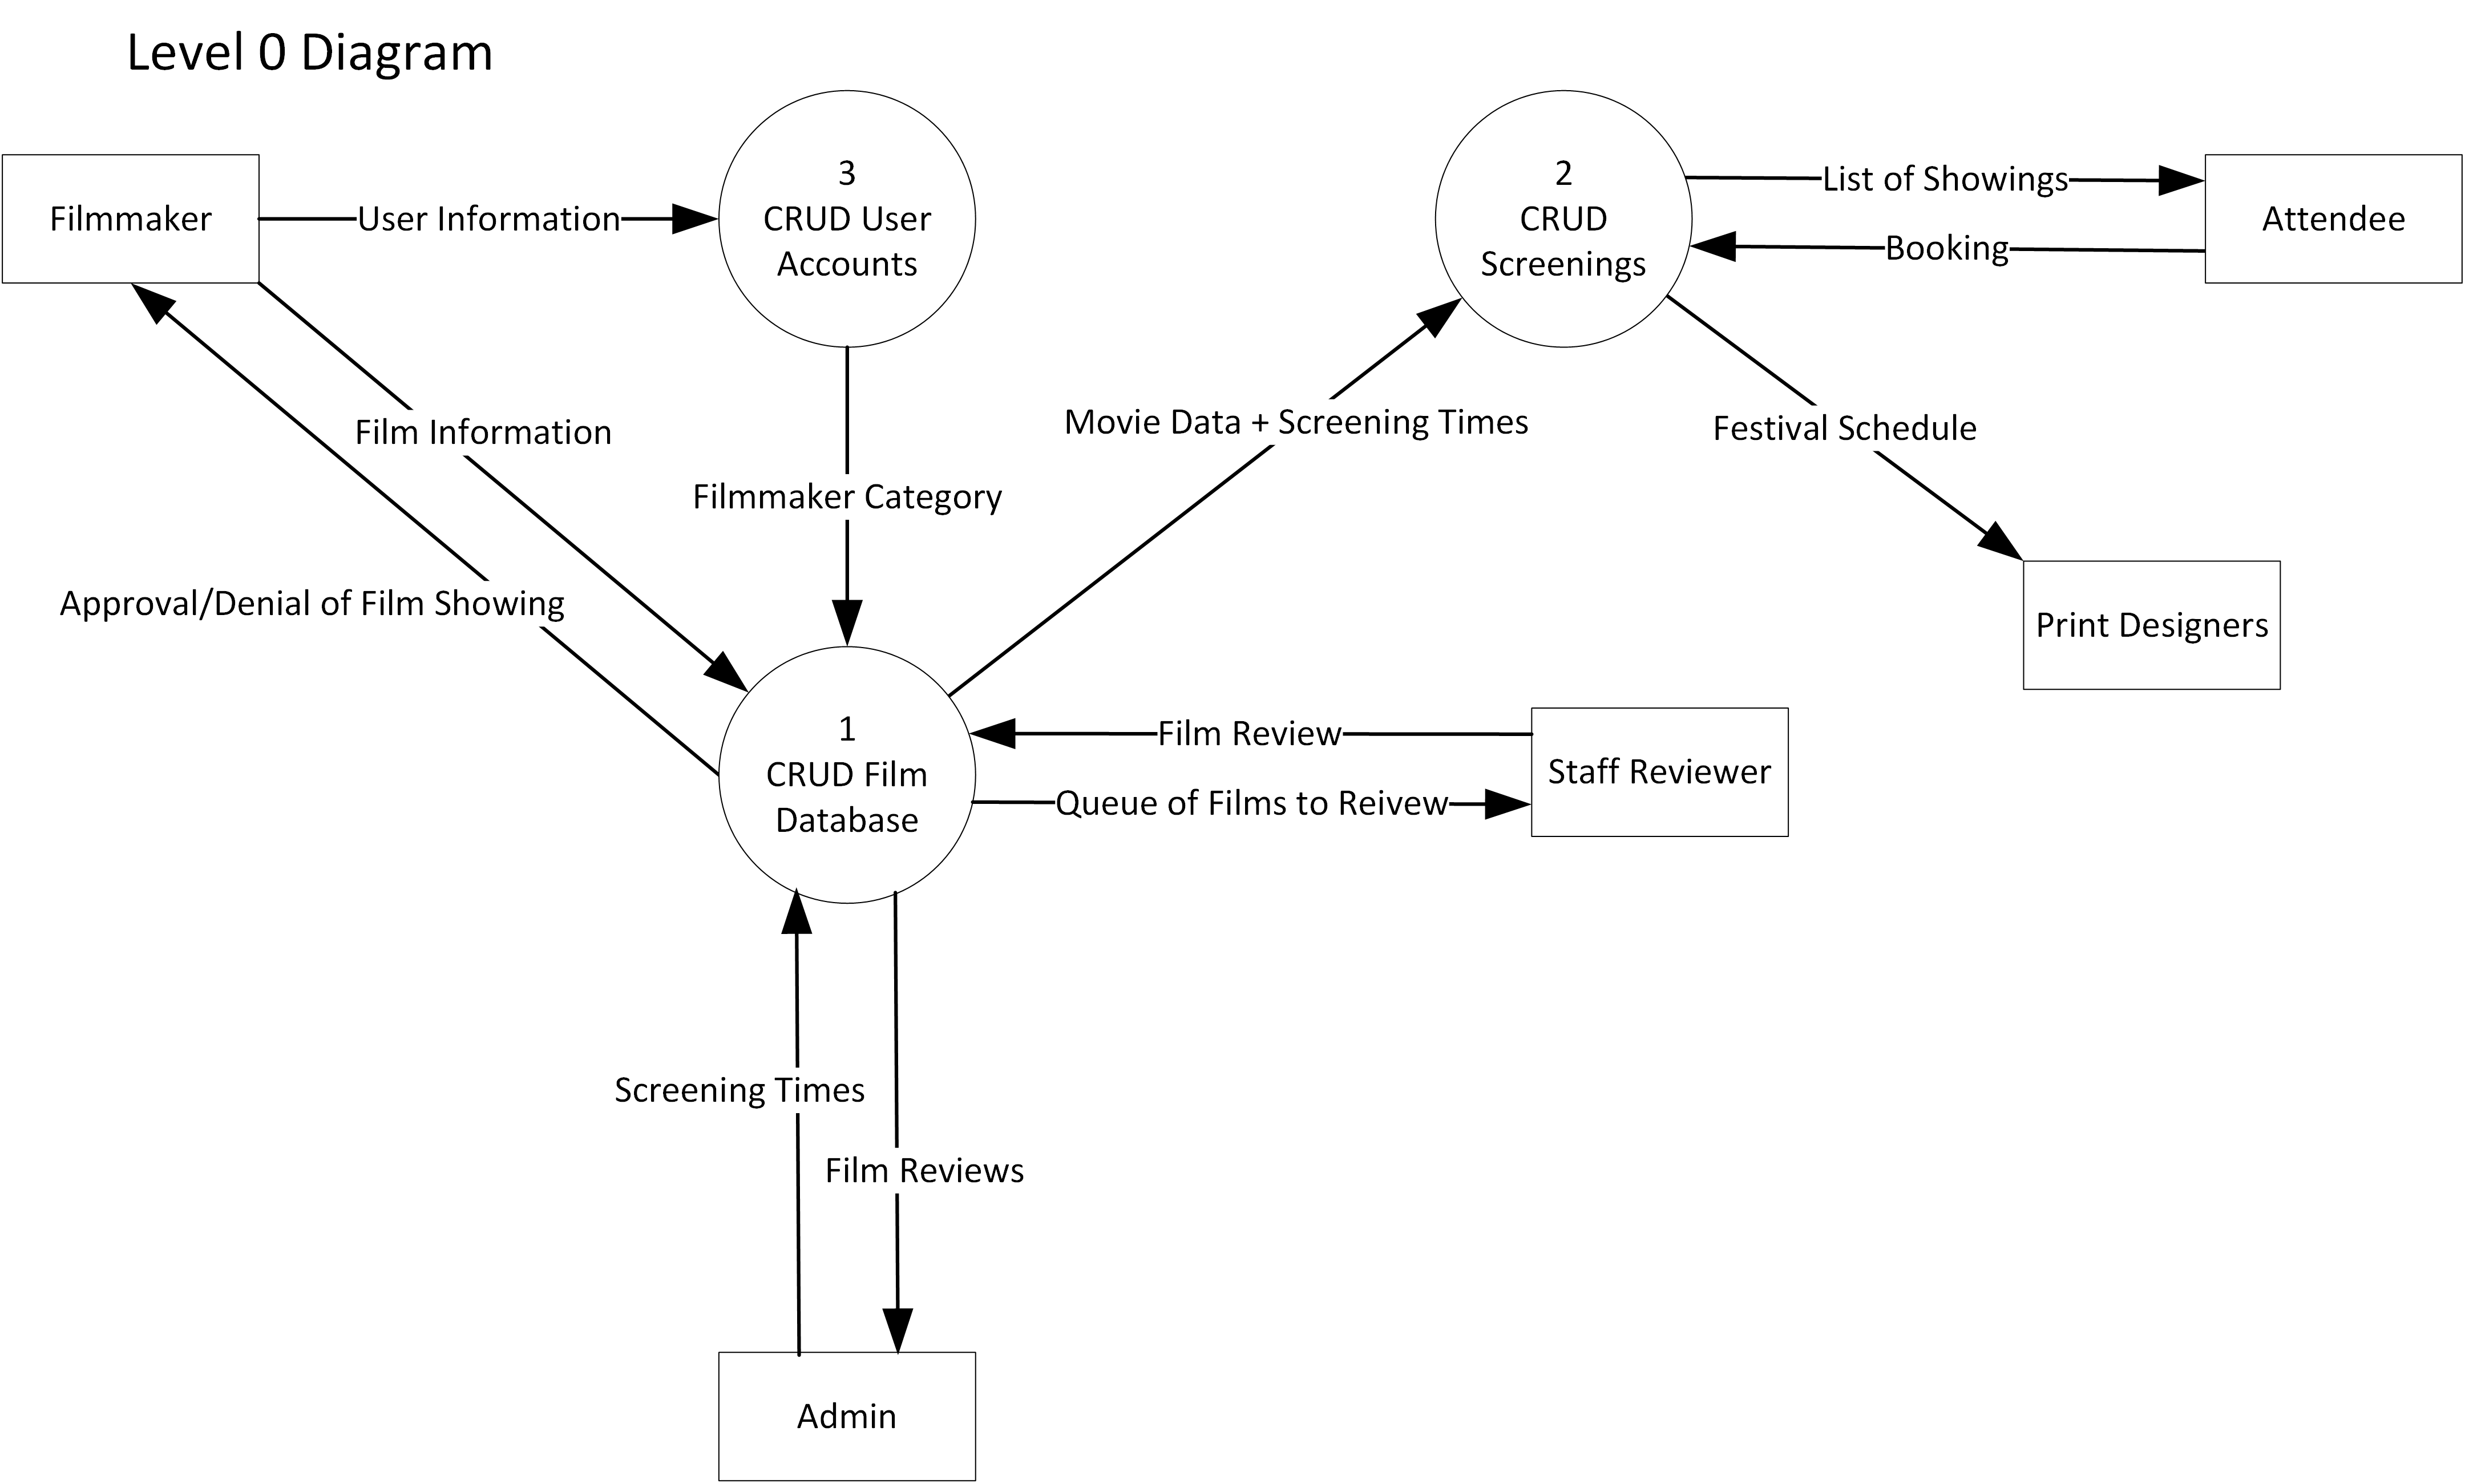 Level 0 Diagram
Filmmaker
User Information
3
CRUD User
Accounts
2
CRUD
Screenings
List of Showings
Booking
Attendee
Film Information
Movie Data + Screening Times
Festival Schedule
Filmmaker Category
Approval/Denial of Film Showing
Print Designers
1
CRUD Film
Database
Film Review
Queue of Films to Reivew
Staff Reviewer
Screening Times
Film Reviews
Admin